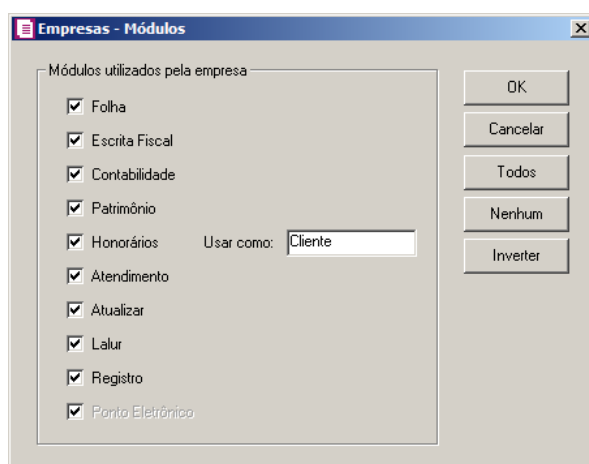 Empresas - Módulos
Módulos utilizados pela empresa
Folha
Escrita Fiscal
Contabilidade
Patrimônio
Honorários Usar como: Cliente
Atendimento
Atualizar
Lalur
Registro
Ponto Eletrônico
OK
Cancelar
Todos
Nenhum
Inverter